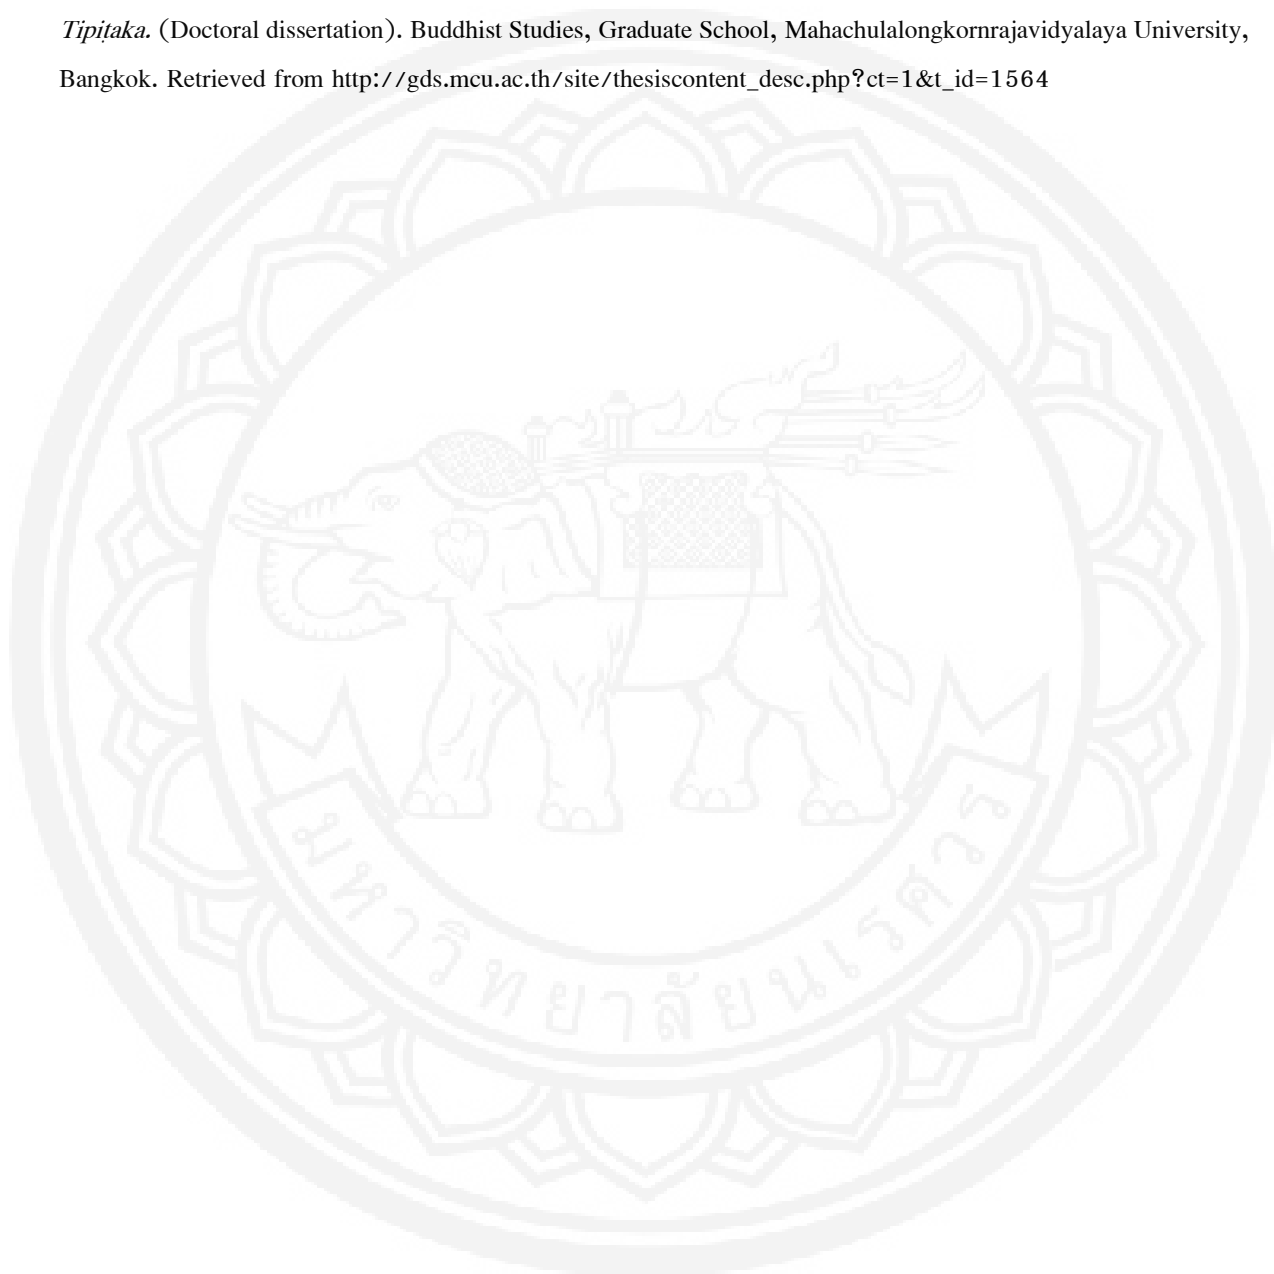 Tipiṭaka. (Doctoral dissertation). Buddhist Studies, Graduate School, Mahachulalongkornrajavidyalaya University,
Bangkok. Retrieved from http://gds.mcu.ac.th/site/thesiscontent_desc.php?ct=1&t_id=1564
มหาวิทยาลัยนเรศวร